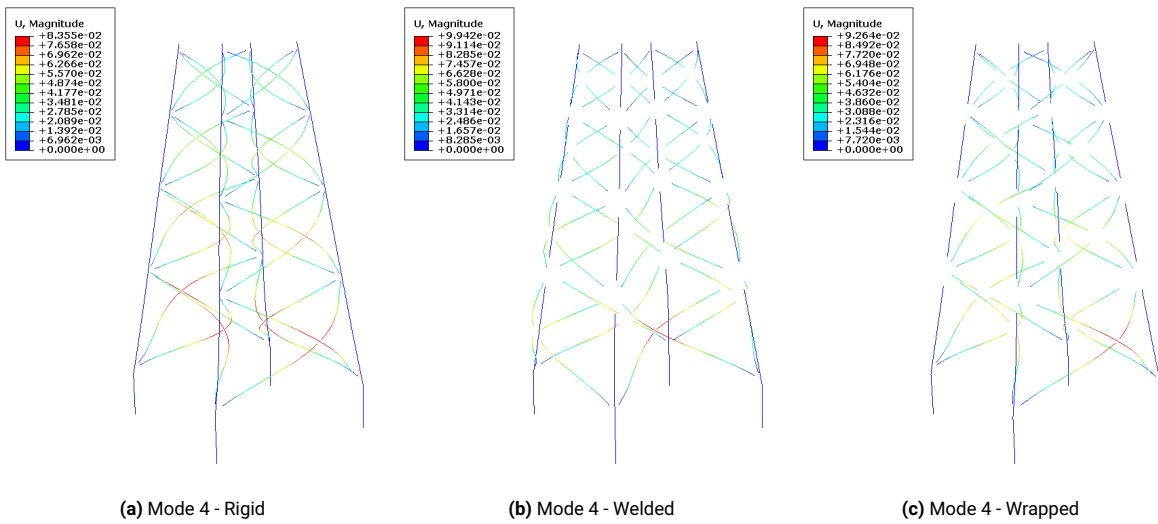 U, Magnitude
+8.355e-02
+7.658e-02
+6.962e-02
+6.266e-02
+5.570e-02
+4.874e-02
+4.177e-02
+3.481e-02
+2.785e-02
+2.089e-02
+1.392e-02
+6.962e-03
+0.000e+00
(a) Mode 4 - Rigid
U, Magnitude
+9.942e-02
+9.114e-02
+8.285e-02
+7.457e-02
+6.628e-02
+5.800e-02
+4.971e-02
+4.143e-02
+3.314e-02
+2.486e-02
+1.657e-02
+8.285e-03
+0.000e+00
(b) Mode 4 - Welded
U, Magnitude
+9.264e-02
+8.492e-02
+7.720e-02
+6.948e-02
+6.176e-02
+5.404e-02
+4.632e-02
+3.860e-02
+3.088e-02
+2.316e-02
+1.544e-02
+7.720e-03
+0.000e+00
(c) Mode 4 - Wrapped